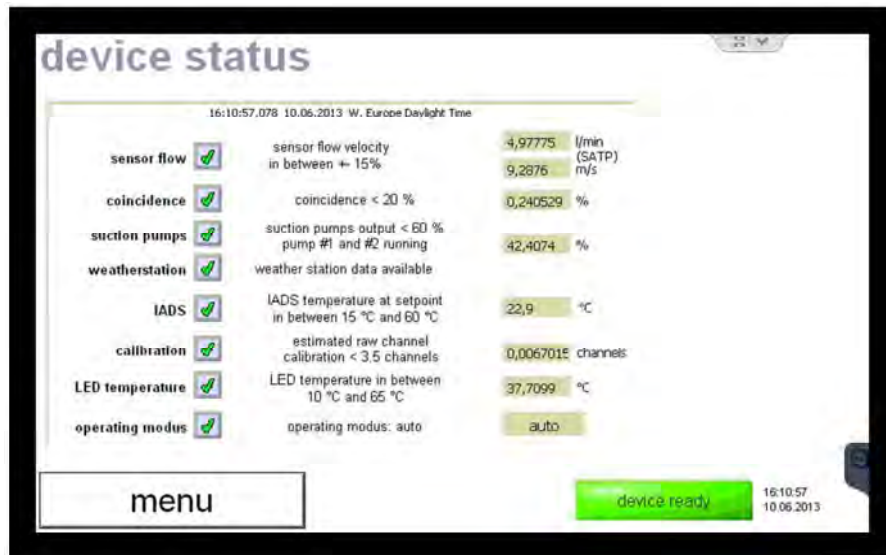 device status
16:10:57,078 10.06.2013 W. Europe Daylight Time
sensor flow
sensor flow velocity
in between +- 15%
4,97775 l/min
(SATP)
9,2876 m/s
coincidence
coincidence < 20 %
0,240529 %
suction pumps
suction pumps output < 60 %
pump #1 and #2 running
42,4074 %
weatherstation
weather station data available
IADS
IADS temperature at setpoint
in between 15 °C and 60 °C
22,9 °C
calibration
estimated raw channel
calibration < 3.5 channels
0,0067015 channels
LED temperature
LED temperature in between
10 °C and 65 °C
37,7099 °C
operating modus
operating modus: auto
auto
menu
device ready
16:10:57
10.06.2013